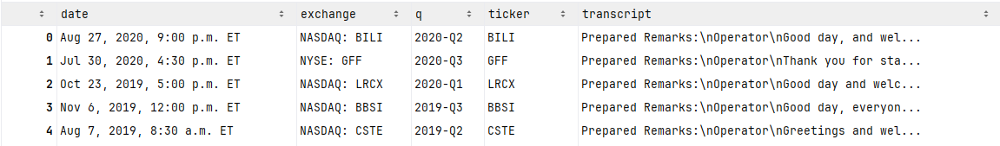 date exchange q ticker transcript
0 Aug 27, 2020, 9:00 p.m. ET NASDAQ: BILI 2020-Q2 BILI Prepared Remarks:\nOperator\nGood day, and wel...
1 Jul 30, 2020, 4:30 p.m. ET NYSE: GFF 2020-Q3 GFF Prepared Remarks:\nOperator\nThank you for sta...
2 Oct 23, 2019, 5:00 p.m. ET NASDAQ: LRCX 2020-Q1 LRCX Prepared Remarks:\nOperator\nGood day and welc...
3 Nov 6, 2019, 12:00 p.m. ET NASDAQ: BBSI 2019-Q3 BBSI Prepared Remarks:\nOperator\nGood day, everyon...
4 Aug 7, 2019, 8:30 a.m. ET NASDAQ: CSTE 2019-Q2 CSTE Prepared Remarks:\nOperator\nGreetings and wel...